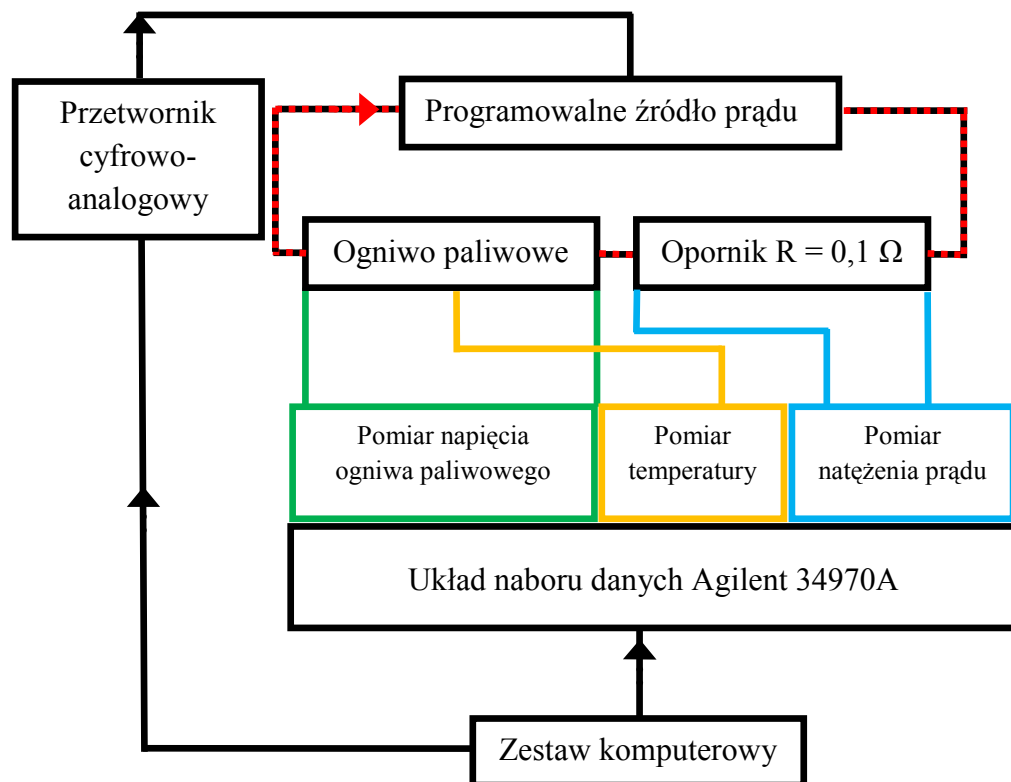 Przetwornik
cyfrowo-
analogowy
Programowalne źródło prądu
Ogniwo paliwowe
Opornik R = 0,1 Ω
Pomiar napięcia
ogniwa paliwowego
Pomiar
temperatury
Pomiar
natężenia prądu
Układ naboru danych Agilent 34970A
Zestaw komputerowy